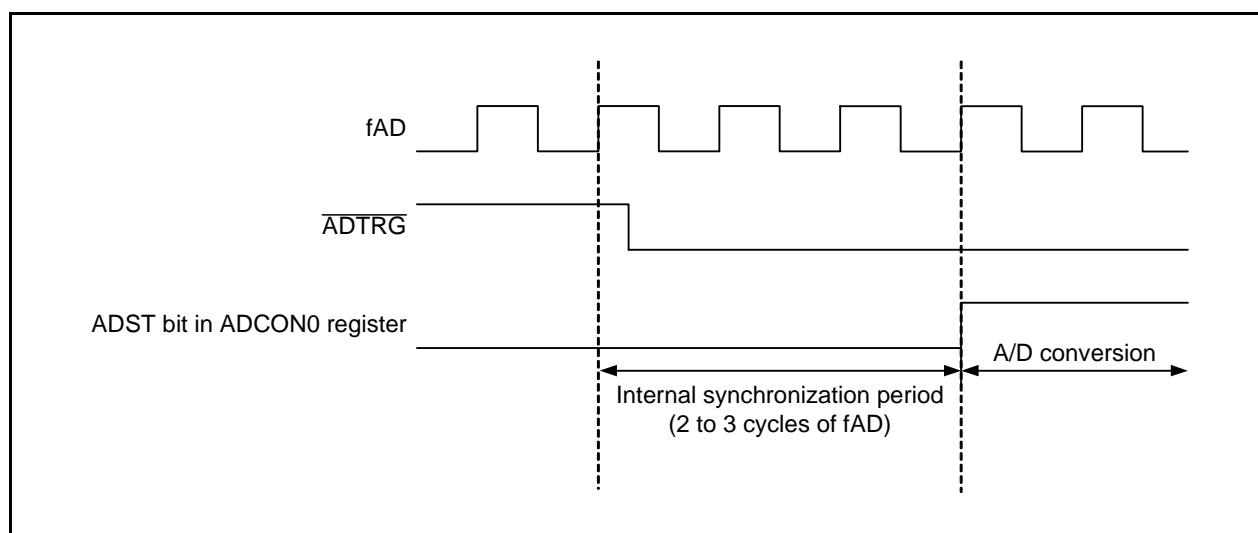 fAD
ADTRG
ADST bit in ADCON0 register
A/D conversion
Internal synchronization period
(2 to 3 cycles of fAD)